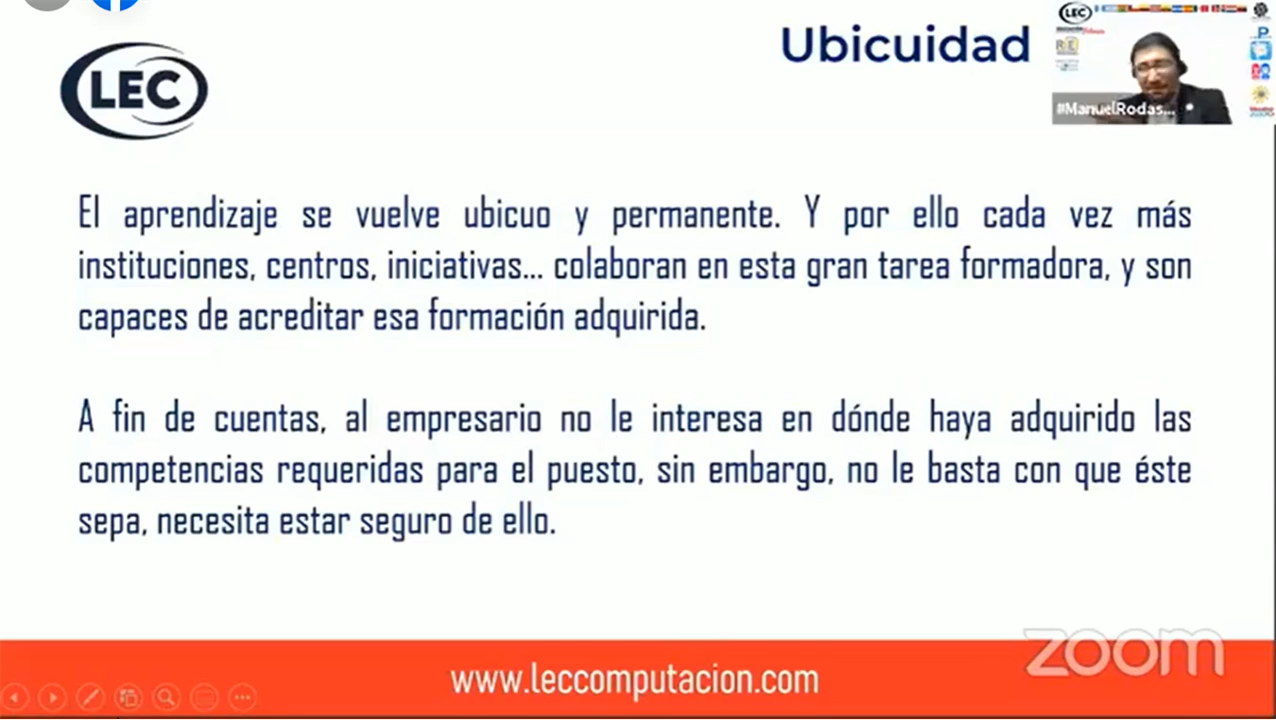 Ubicuidad
LEC
LEC
#ManuelRodas...
El aprendizaje se vuelve ubicuo y permanente. Y por ello cada vez más
instituciones, centros, iniciativas... colaboran en esta gran tarea formadora, y son
capaces de acreditar esa formación adquirida.
A fin de cuentas, al empresario no le interesa en dónde haya adquirido las
competencias requeridas para el puesto, sin embargo, no le basta con que éste
sepa, necesita estar seguro de ello.
zoom
www.leccomputacion.com